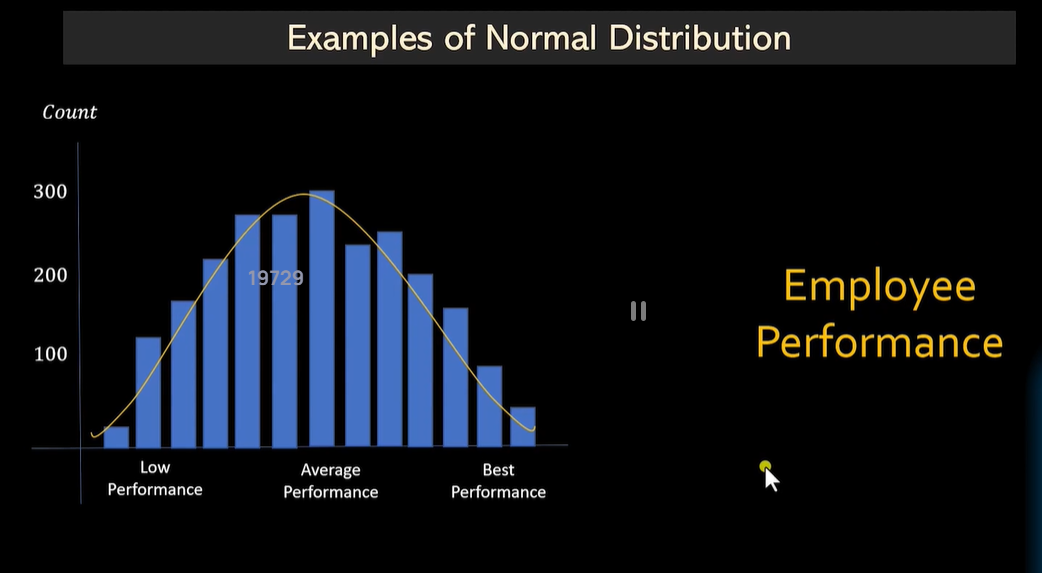 Examples of Normal Distribution
Count
300
200
100
19729
Low
Performance
Average
Performance
Best
Performance
Employee
Performance